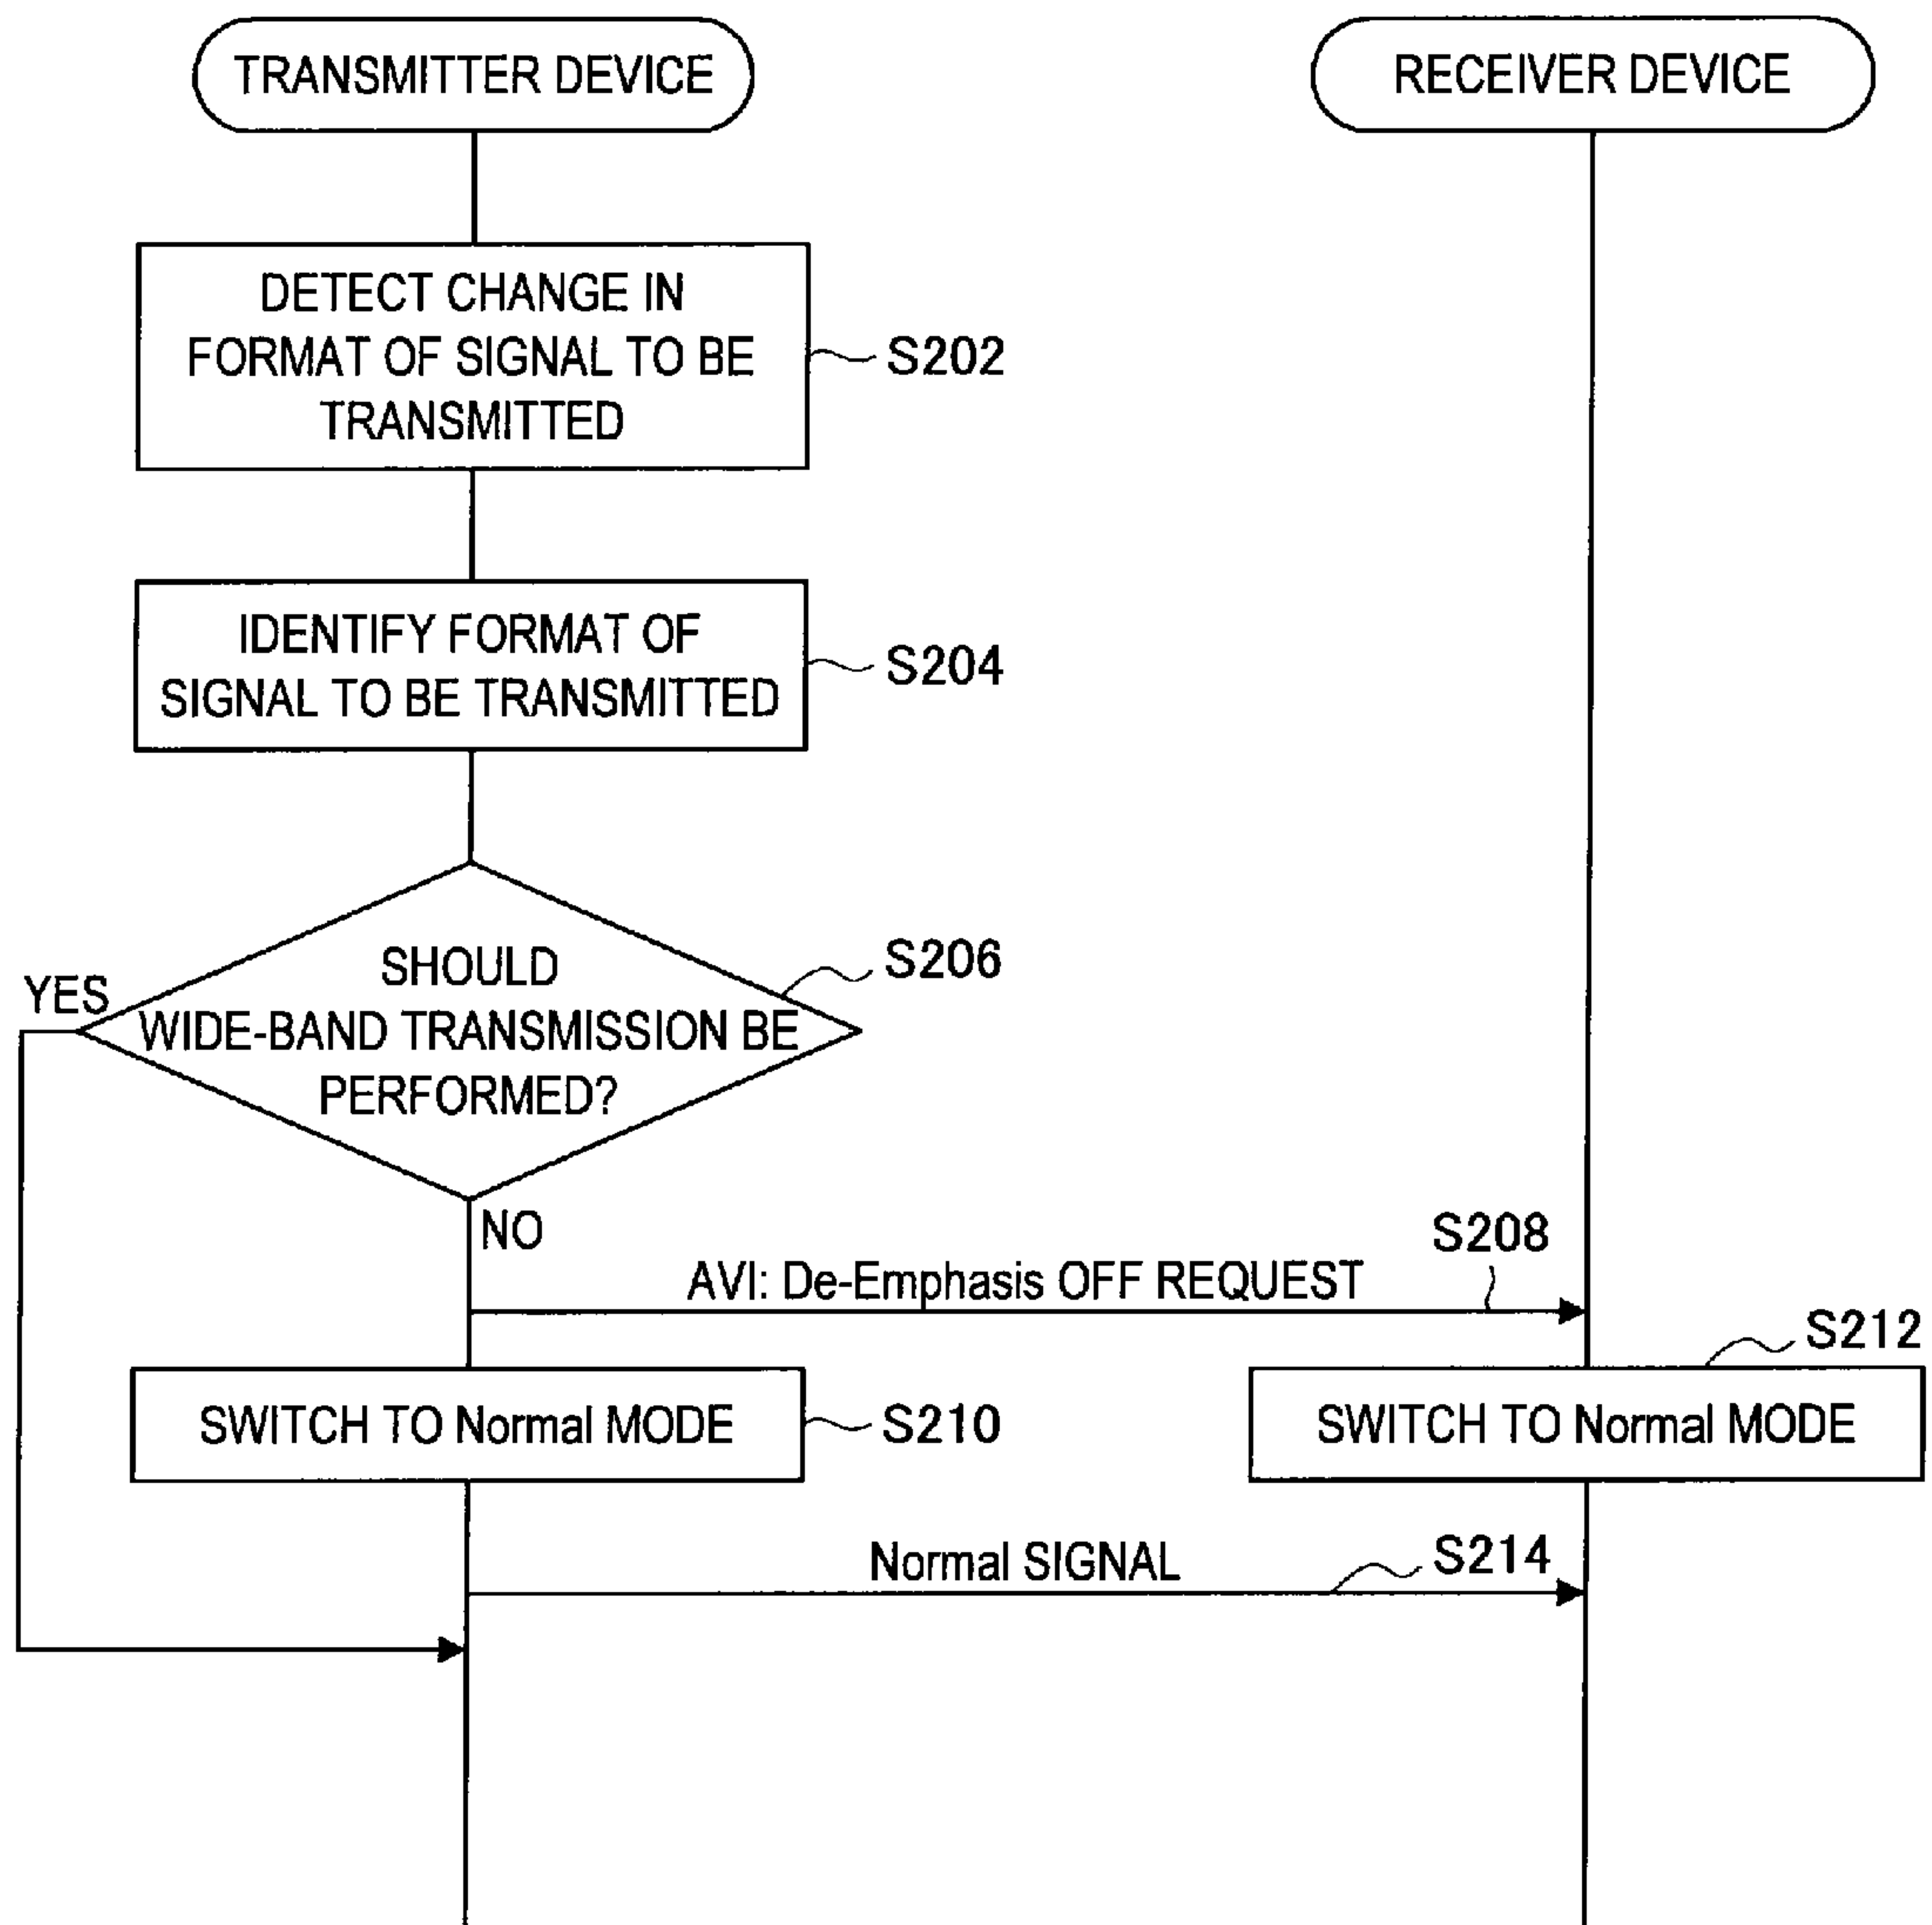 TRANSMITTER DEVICE
RECEIVER DEVICE
DETECT CHANGE IN
FORMAT OF SIGNAL TO BE
TRANSMITTED
S202
IDENTIFY FORMAT OF
SIGNAL TO BE TRANSMITTED
S204
SHOULD
WIDE-BAND TRANSMISSION BE
PERFORMED?
S206
YES
NO
AVI: De-Emphasis OFF REQUEST
S208
SWITCH TO Normal MODE
S210
SWITCH TO Normal MODE
S212
Normal SIGNAL
S214